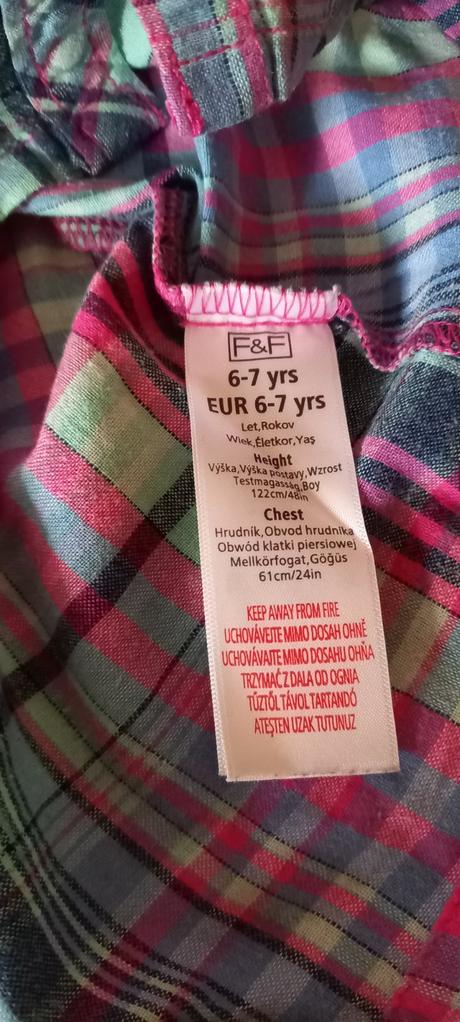 F&F
6-7 yrs
EUR 6-7 yrs
Let,Rokov
Wiek,Életkor,Yaş
Height
Výška,Výška postavy,Wzrost
Testmagasság,Boy
122cm/48in
Chest
Hrudník,Obvod hrudníka
Obwód klatki piersiowej
Mellkörfogat,Göğüs
61cm/24in
KEEP AWAY FROM FIRE
UCHOVÁVEJTE MIMO DOSAH OHNĚ
UCHOVÁVAJTE MIMO DOSAHU OHŇA
TRZYMAĆ Z DALA OD OGNIA
TŰZTŐL TÁVOL TARTANDÓ
ATEŞTEN UZAK TUTUNUZ